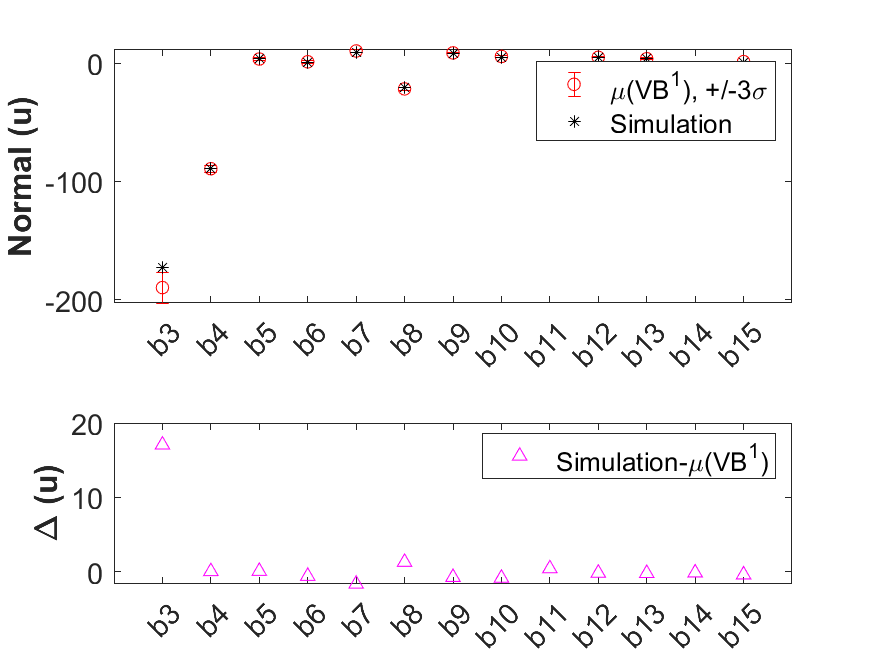 Normal (u)
0
-100
-200
μ(VB¹), +/-3σ
Simulation
b3 b4 b5 b6 b7 b8 b9 b10 b11 b12 b13 b14 b15
Δ (u)
20
10
0
Simulation-μ(VB¹)
b3 b4 b5 b6 b7 b8 b9 b10 b11 b12 b13 b14 b15